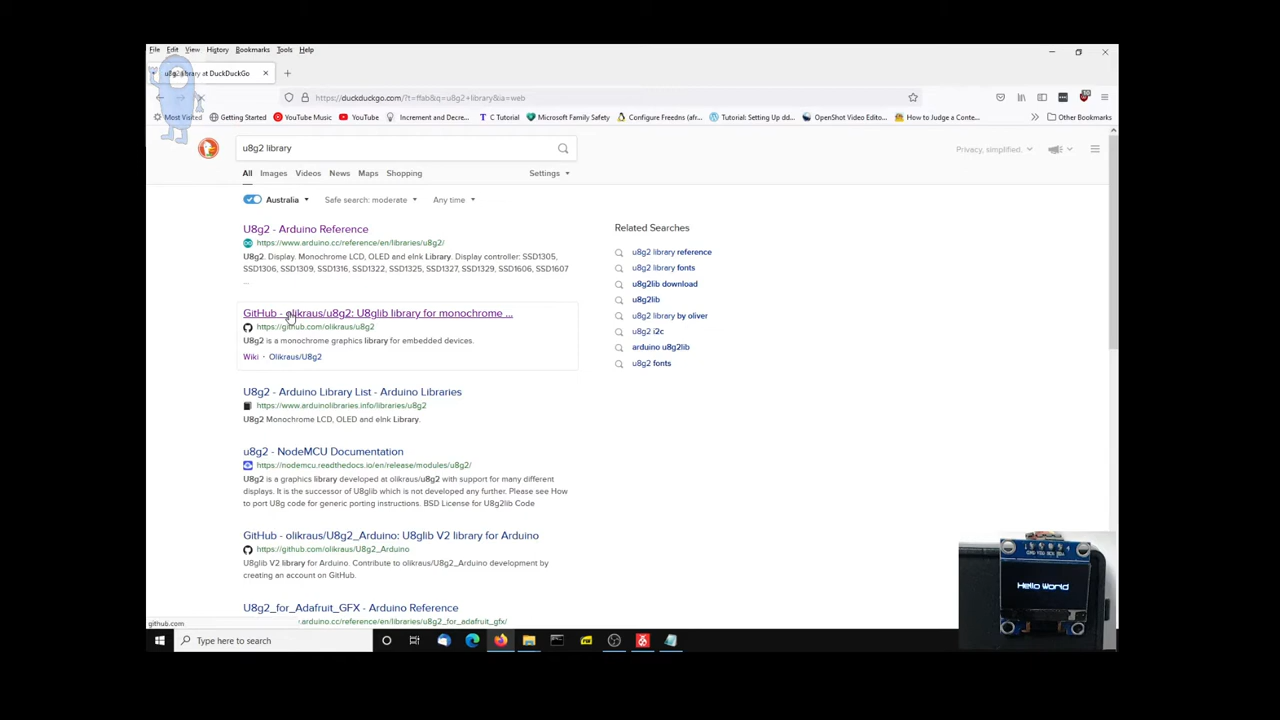 File Edit View History Bookmarks Tools Help
u8g2 library at DuckDuckGo
https://duckduckgo.com/?t=ffab&q=u8g2+library&ia=web
Most Visited Getting Started YouTube Music YouTube Increment and Decre... C Tutorial Microsoft Family Safety Configure Freedns (afr... Tutorial: Setting Up dd... OpenShot Video Edito... How to Judge a Conte... Other Bookmarks
u8g2 library
Privacy, simplified.
All Images Videos News Maps Shopping Settings
Australia Safe search: moderate Any time
U8g2 - Arduino Reference
https://www.arduino.cc/reference/en/libraries/u8g2/
U8g2. Display. Monochrome LCD, OLED and eInk Library. Display controller: SSD1305,
SSD1306, SSD1309, SSD1316, SSD1322, SSD1325, SSD1327, SSD1329, SSD1606, SSD1607
...
GitHub - olikraus/u8g2: U8glib library for monochrome ...
https://github.com/olikraus/u8g2
U8g2 is a monochrome graphics library for embedded devices.
Wiki · Olikraus/U8g2
U8g2 - Arduino Library List - Arduino Libraries
https://www.arduinolibraries.info/libraries/u8g2
U8g2 Monochrome LCD, OLED and eInk Library.
u8g2 - NodeMCU Documentation
https://nodemcu.readthedocs.io/en/release/modules/u8g2/
U8g2 is a graphics library developed at olikraus/u8g2 with support for many different
displays. It is the successor of U8glib which is not developed any further. Please see How
to port U8g code for generic porting instructions. BSD License for U8g2lib Code
GitHub - olikraus/U8g2_Arduino: U8glib V2 library for Arduino
https://github.com/olikraus/U8g2_Arduino
U8glib V2 library for Arduino. Contribute to olikraus/U8g2_Arduino development by
creating an account on GitHub.
U8g2_for_Adafruit_GFX - Arduino Reference
.arduino.cc/reference/en/libraries/u8g2_for_adafruit_gfx/
Related Searches
u8g2 library reference
u8g2 library fonts
u8g2lib download
u8g2lib
u8g2 library by oliver
u8g2 i2c
arduino u8g2lib
u8g2 fonts
github.com
Type here to search
Hello World